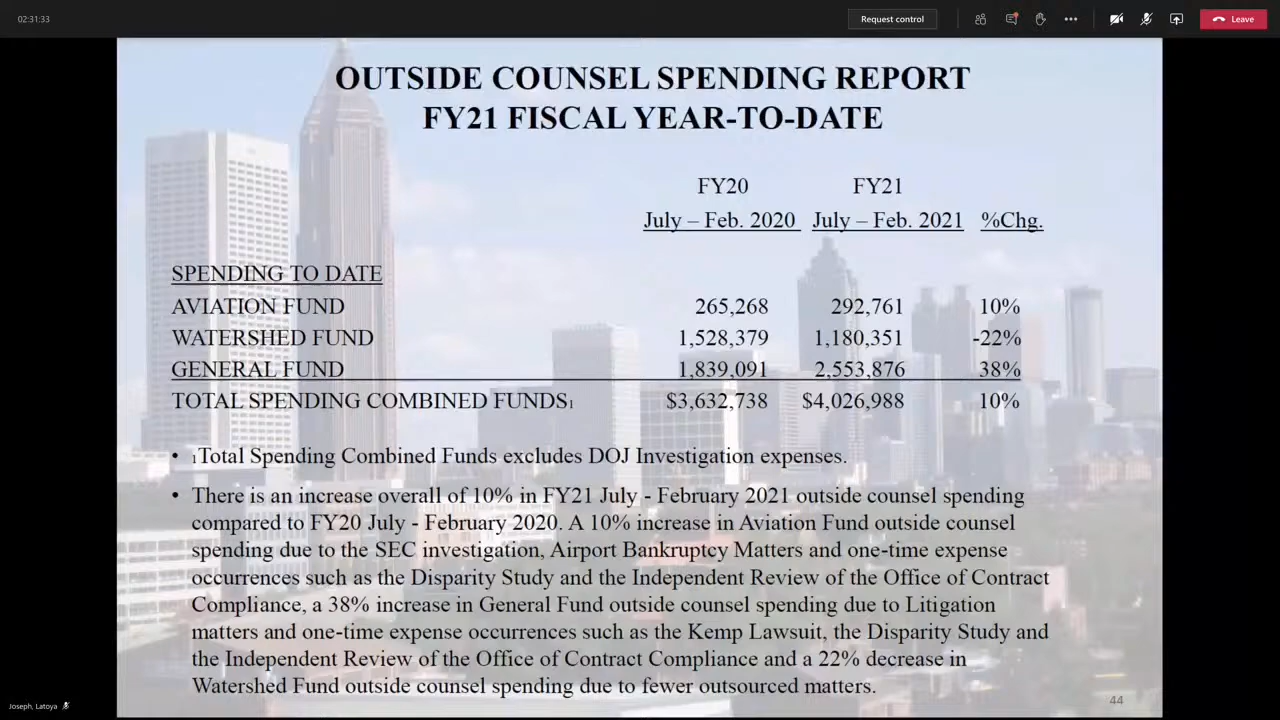 02:31:33
Request control
Leave
OUTSIDE COUNSEL SPENDING REPORT
FY21 FISCAL YEAR-TO-DATE
FY20 FY21
July – Feb. 2020 July – Feb. 2021 %Chg.
SPENDING TO DATE
AVIATION FUND 265,268 292,761 10%
WATERSHED FUND 1,528,379 1,180,351 -22%
GENERAL FUND 1,839,091 2,553,876 38%
TOTAL SPENDING COMBINED FUNDS1 $3,632,738 $4,026,988 10%
• 1Total Spending Combined Funds excludes DOJ Investigation expenses.
• There is an increase overall of 10% in FY21 July - February 2021 outside counsel spending
compared to FY20 July - February 2020. A 10% increase in Aviation Fund outside counsel
spending due to the SEC investigation, Airport Bankruptcy Matters and one-time expense
occurrences such as the Disparity Study and the Independent Review of the Office of Contract
Compliance, a 38% increase in General Fund outside counsel spending due to Litigation
matters and one-time expense occurrences such as the Kemp Lawsuit, the Disparity Study and
the Independent Review of the Office of Contract Compliance and a 22% decrease in
Watershed Fund outside counsel spending due to fewer outsourced matters.
44
Joseph, Latoya